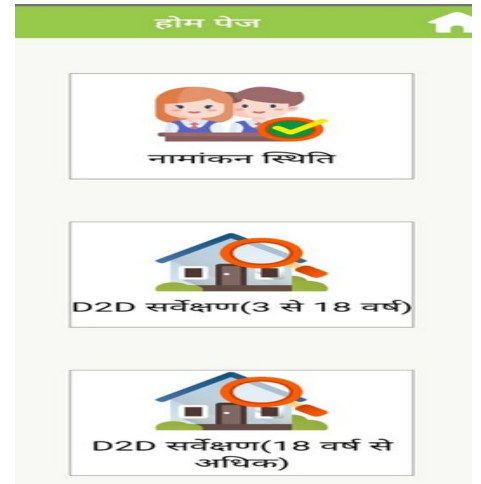 होम पेज
नामांकन स्थिति
D2D सर्वेक्षण(3 से 18 वर्ष)
D2D सर्वेक्षण(18 वर्ष से
अधिक)